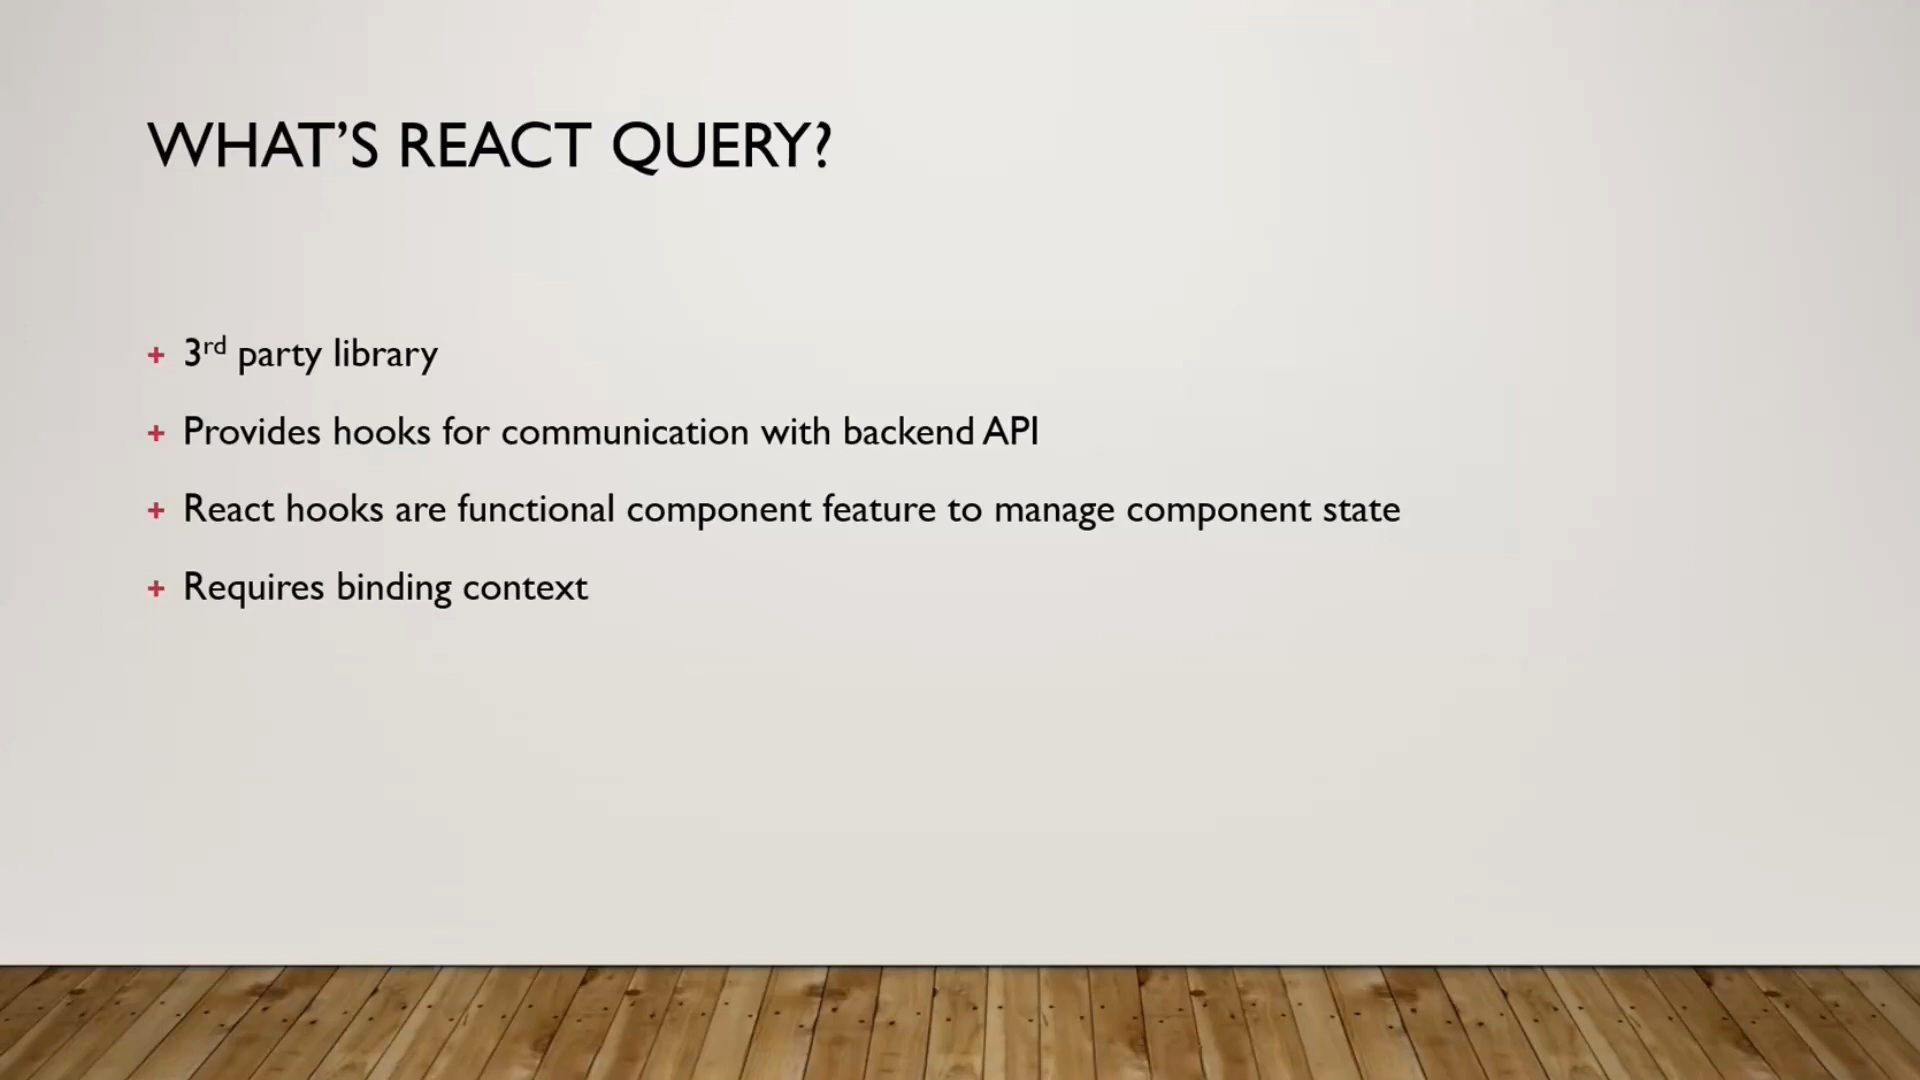 WHAT'S REACT QUERY?
+ 3rd party library
+ Provides hooks for communication with backend API
+ React hooks are functional component feature to manage component state
+ Requires binding context